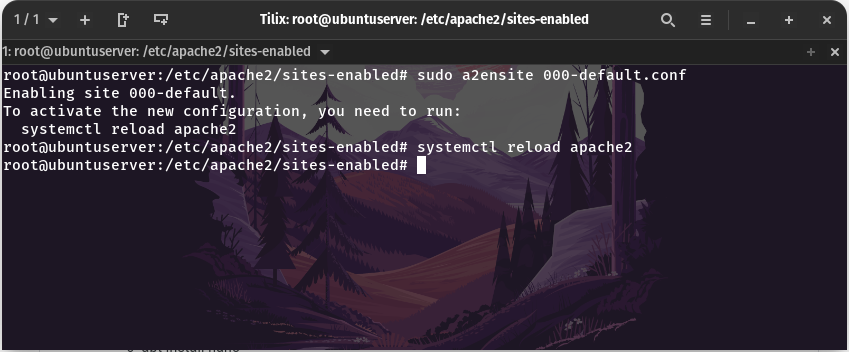 1 / 1
Tilix: root@ubuntuserver: /etc/apache2/sites-enabled
1: root@ubuntuserver: /etc/apache2/sites-enabled
root@ubuntuserver:/etc/apache2/sites-enabled# sudo a2ensite 000-default.conf
Enabling site 000-default.
To activate the new configuration, you need to run:
  systemctl reload apache2
root@ubuntuserver:/etc/apache2/sites-enabled# systemctl reload apache2
root@ubuntuserver:/etc/apache2/sites-enabled#